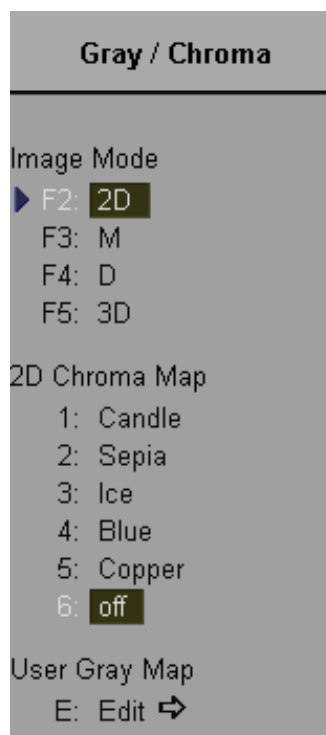 Gray / Chroma
Image Mode
F2: 2D
F3: M
F4: D
F5: 3D
2D Chroma Map
1: Candle
2: Sepia
3: Ice
4: Blue
5: Copper
6: off
User Gray Map
E: Edit ⇨